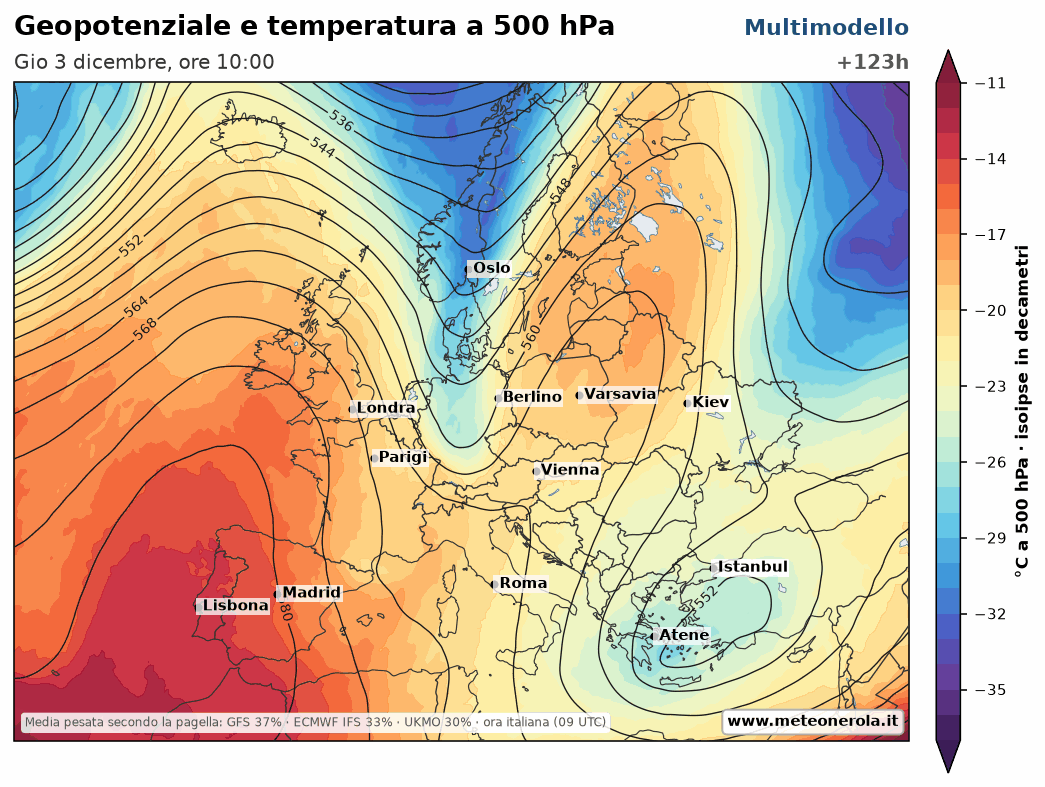 Geopotenziale e temperatura a 500 hPa
Multimodello
Gio 3 dicembre, ore 10:00
+123h
536
544
548
552
564
568
560
552
80
Oslo
Londra
Berlino
Varsavia
Kiev
Parigi
Vienna
Istanbul
Roma
Madrid
Lisbona
Atene
Media pesata secondo la pagella: GFS 37% · ECMWF IFS 33% · UKMO 30% · ora italiana (09 UTC)
www.meteonerola.it
−11
−14
−17
−20
−23
−26
−29
−32
−35
°C a 500 hPa · isoipse in decametri